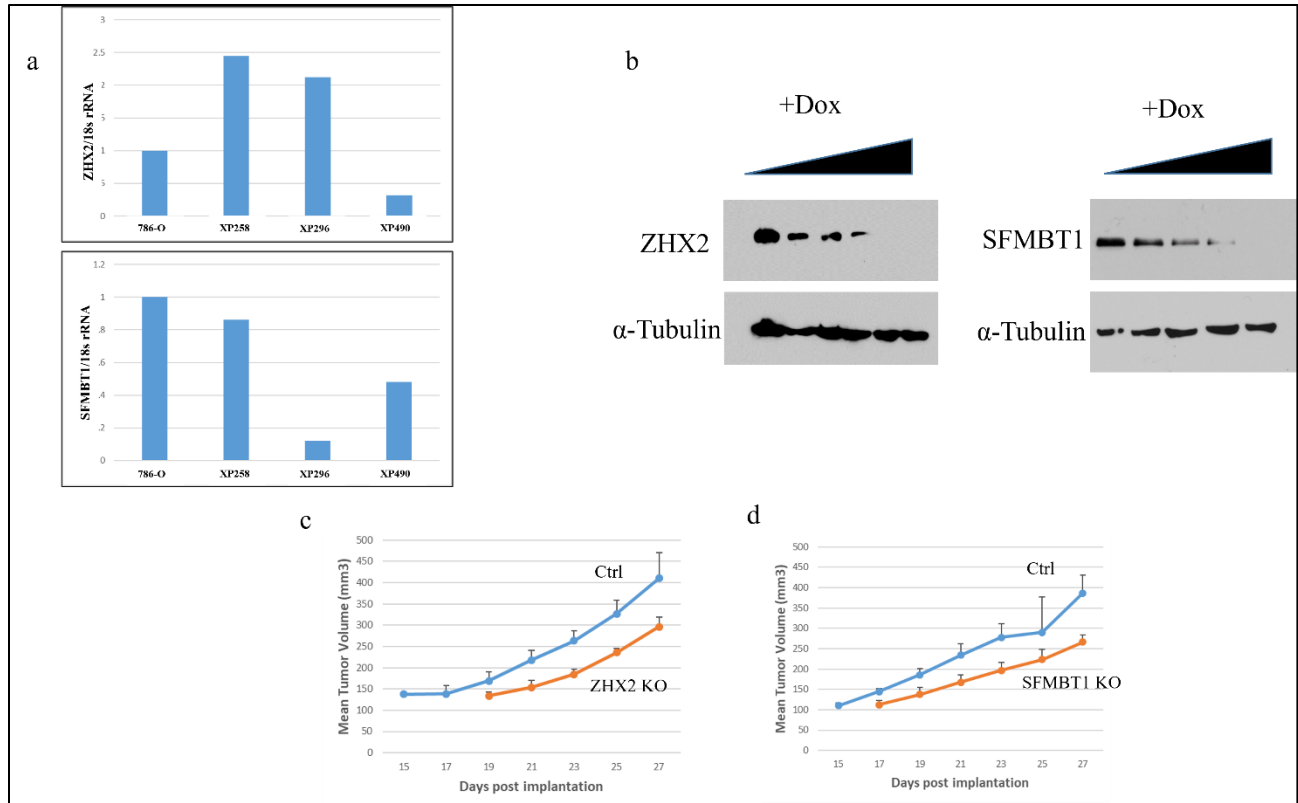 a
3
2.5
2
5
1
5
0
ZHX2/18s rRNA
786-O XP258 XP296 XP490
1.2
1
.8
.6
.4
.2
0
SFMBT1/18s rRNA
786-O XP258 XP296 XP490
b
+Dox
ZHX2
α-Tubulin
+Dox
SFMBT1
α-Tubulin
c
500
450
400
350
300
250
200
150
100
50
0
Mean Tumor Volume (mm3)
Ctrl
ZHX2 KO
15 17 19 21 23 25 27
Days post implantation
d
500
450
400
350
300
250
200
150
100
50
0
Mean Tumor Volume (mm3)
Ctrl
SFMBT1 KO
15 17 19 21 23 25 27
Days post implantation